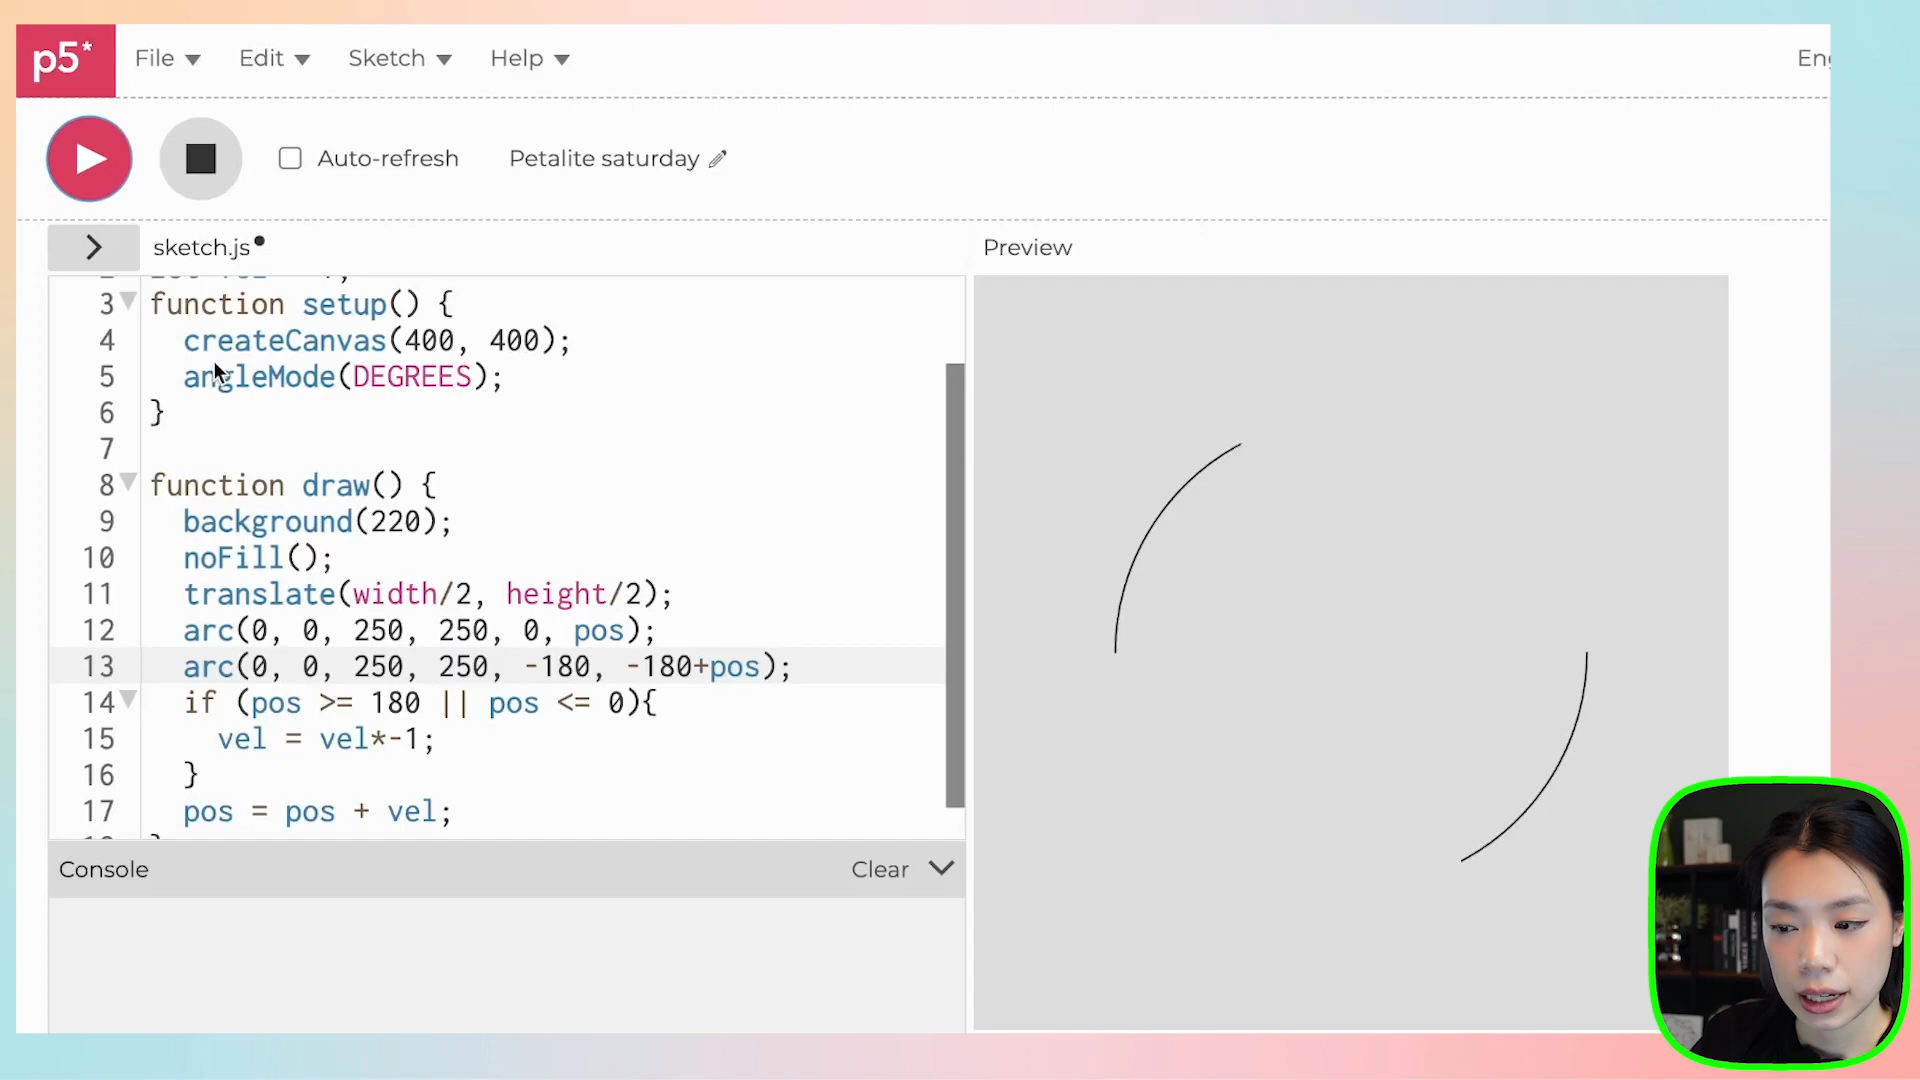 p5* File Edit Sketch Help
Auto-refresh Petalite saturday
sketch.js Preview
3 function setup() {
4 createCanvas(400, 400);
5 angleMode(DEGREES);
6 }
7
8 function draw() {
9 background(220);
10 noFill();
11 translate(width/2, height/2);
12 arc(0, 0, 250, 250, 0, pos);
13 arc(0, 0, 250, 250, -180, -180+pos);
14 if (pos >= 180 || pos <= 0){
15 vel = vel*-1;
16 }
17 pos = pos + vel;
Console Clear